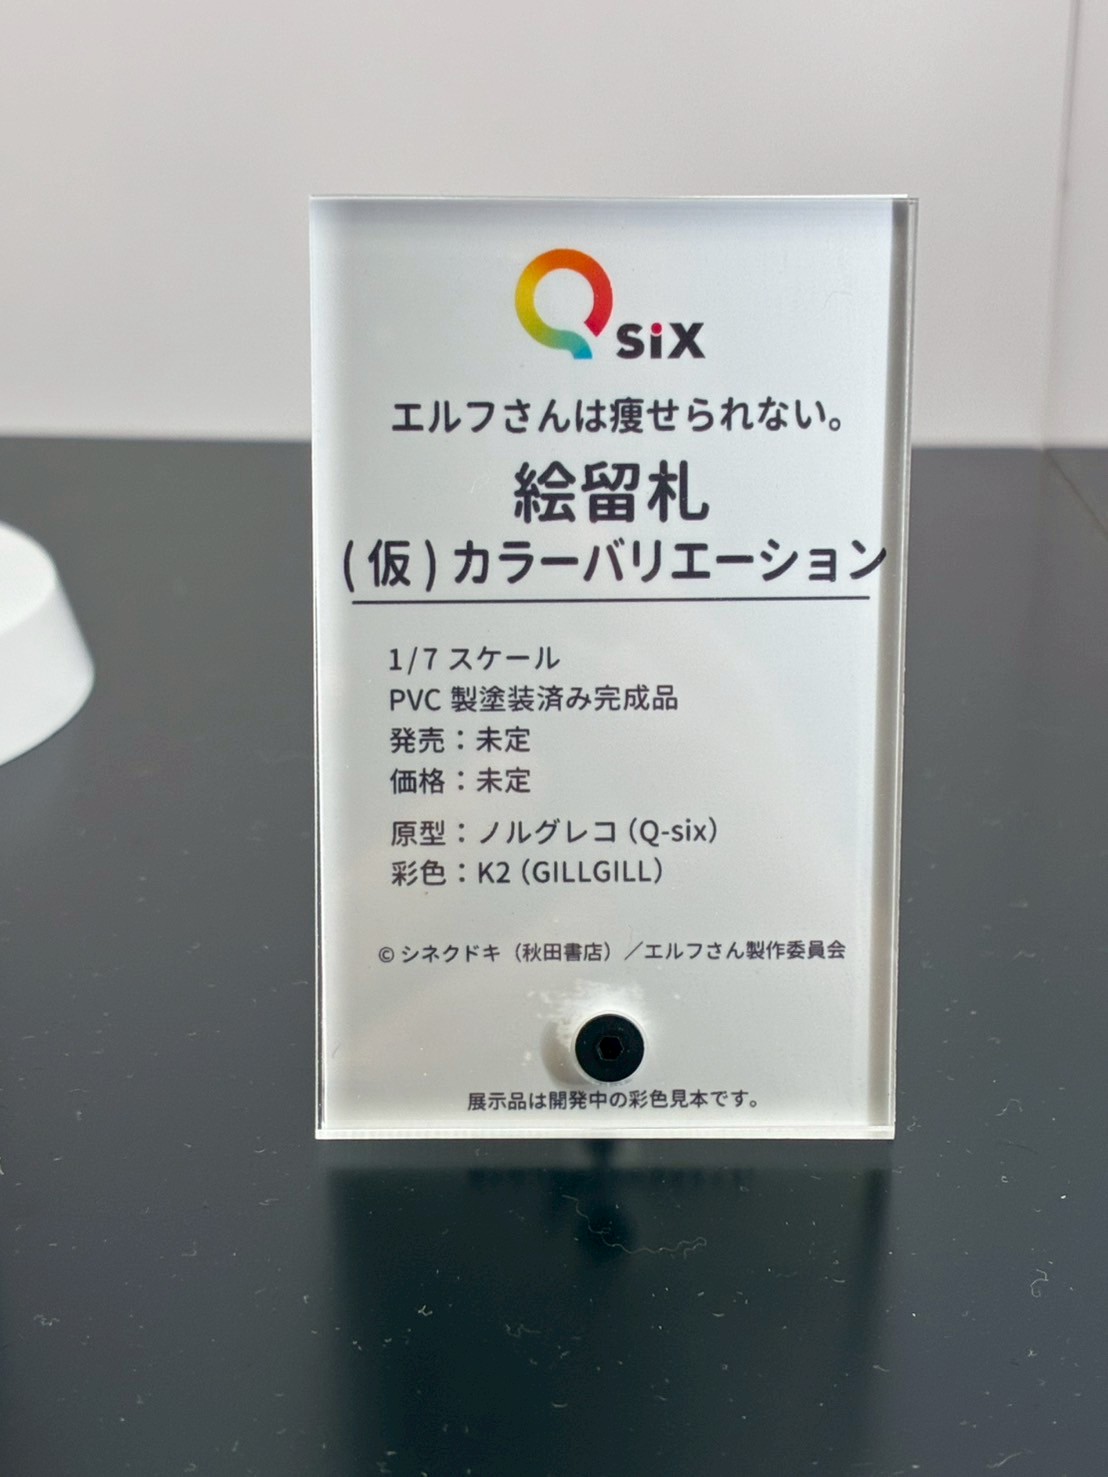 Q siX
エルフさんは痩せられない。
絵留札
(仮)カラーバリエーション
1/7 スケール
PVC 製塗装済み完成品
発売：未定
価格：未定
原型：ノルグレコ（Q-six）
彩色：K2（GILLGILL）
© シネクドキ（秋田書店）／エルフさん製作委員会
展示品は開発中の彩色見本です。